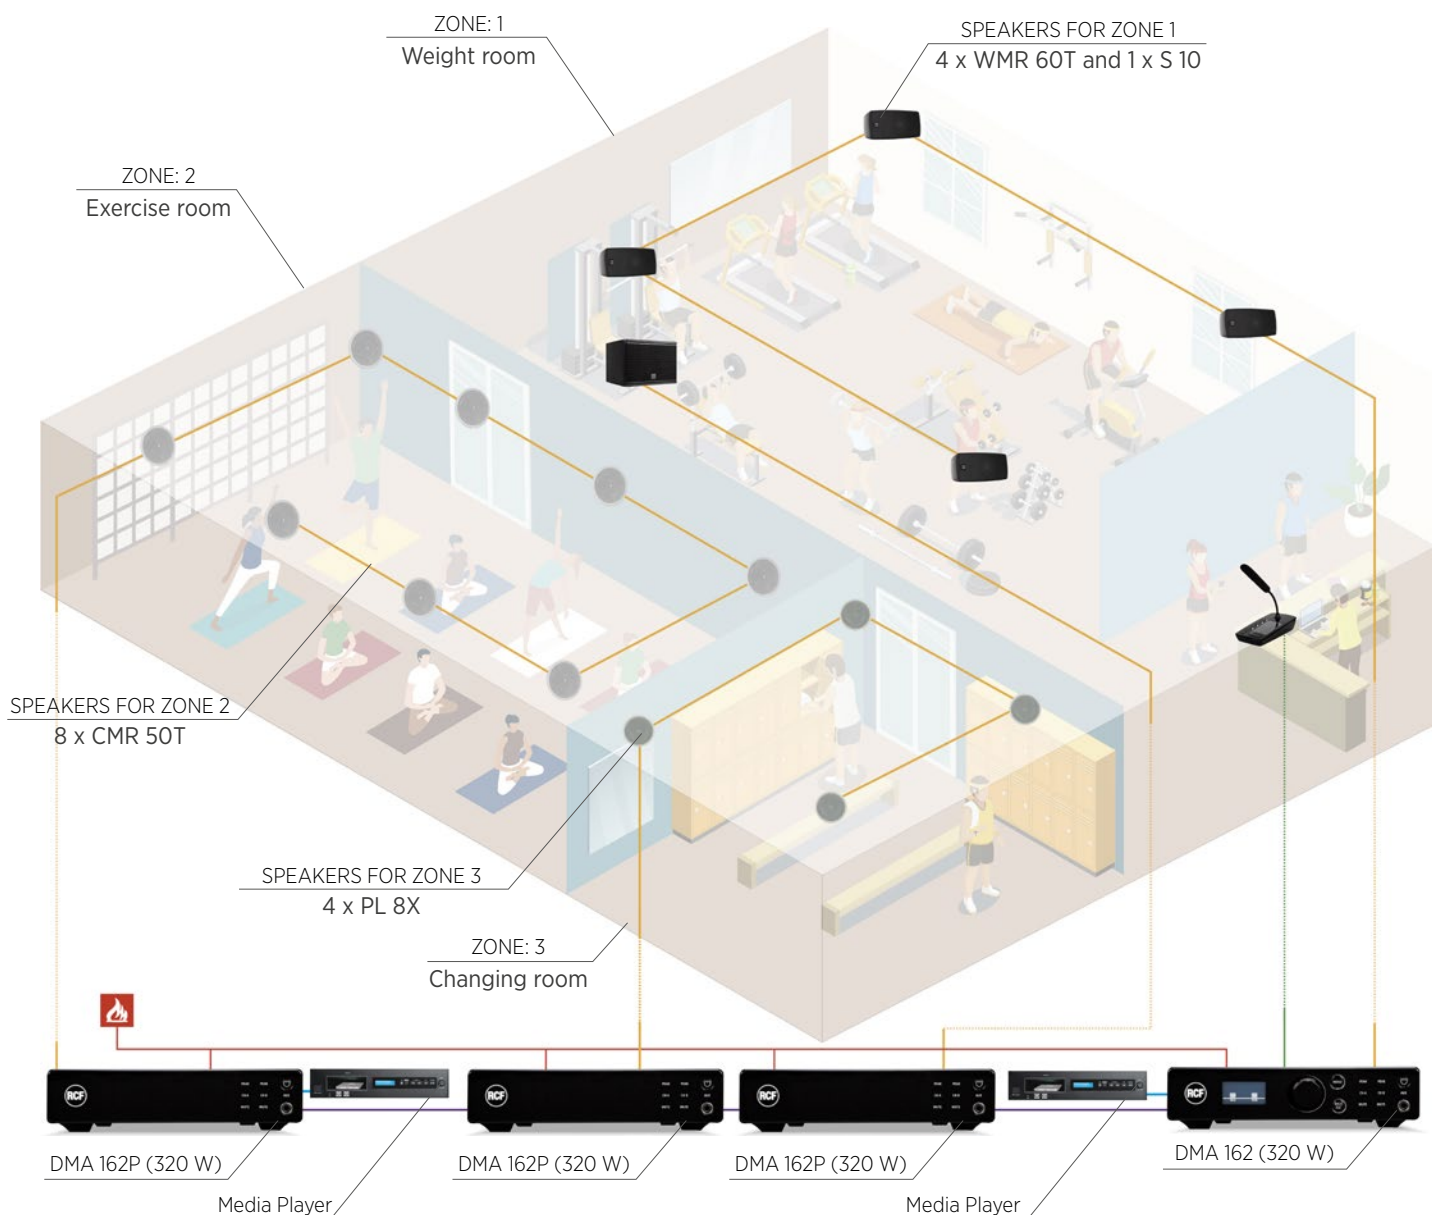 ZONE: 1
Weight room
SPEAKERS FOR ZONE 1
4 x WMR 60T and 1 x S 10
ZONE: 2
Exercise room
SPEAKERS FOR ZONE 2
8 x CMR 50T
SPEAKERS FOR ZONE 3
4 x PL 8X
ZONE: 3
Changing room
RCF
RCF
RCF
RCF
DMA 162P (320 W)
DMA 162P (320 W)
DMA 162P (320 W)
DMA 162 (320 W)
Media Player
Media Player